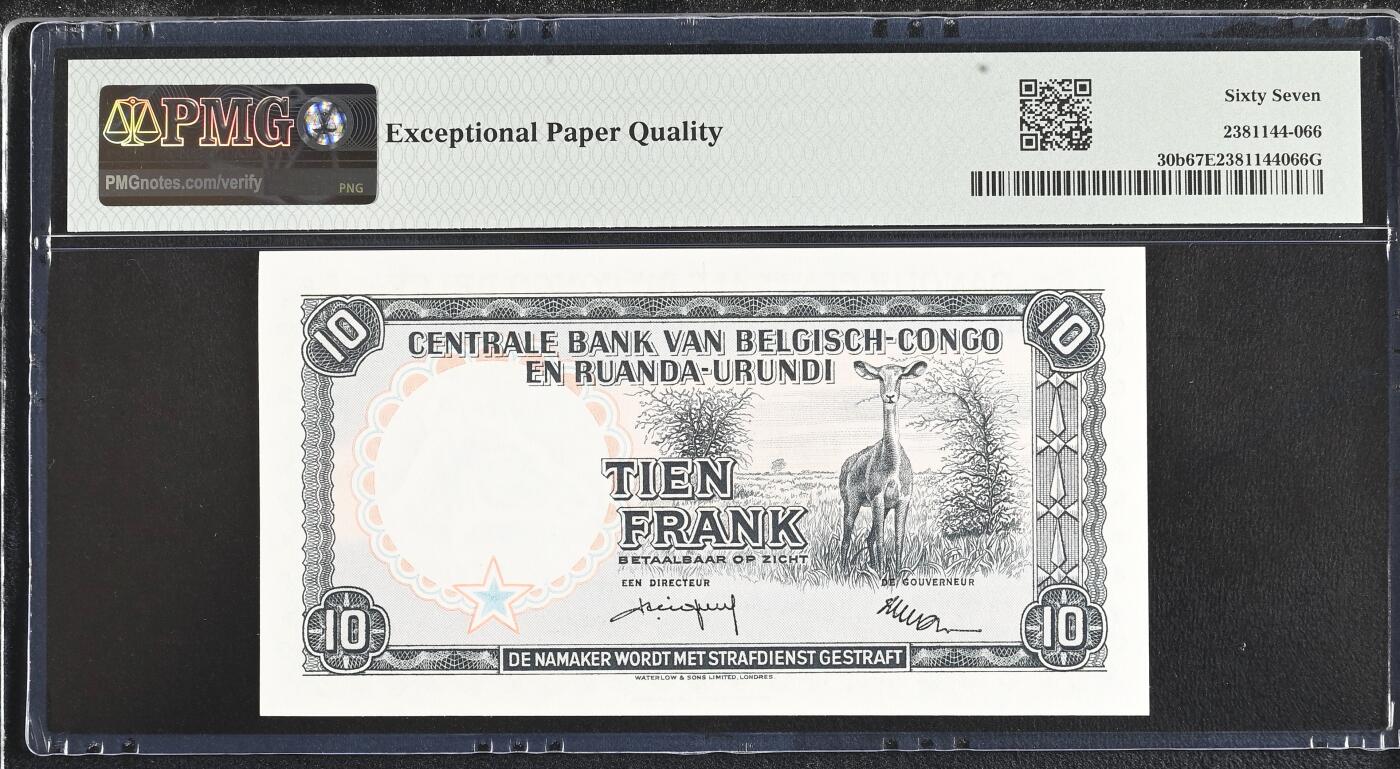 PMG
PMGnotes.com/verify
PNG
Exceptional Paper Quality
Sixty Seven
2381144-066
30b67E2381144066G
10
10
CENTRALE BANK VAN BELGISCH-CONGO
EN RUANDA-URUNDI
TIEN
FRANK
BETAALBAAR OP ZICHT
EEN DIRECTEUR
DE GOUVERNEUR
10
10
DE NAMAKER WORDT MET STRAFDIENST GESTRAFT
WATERLOW & SONS LIMITED, LONDRES